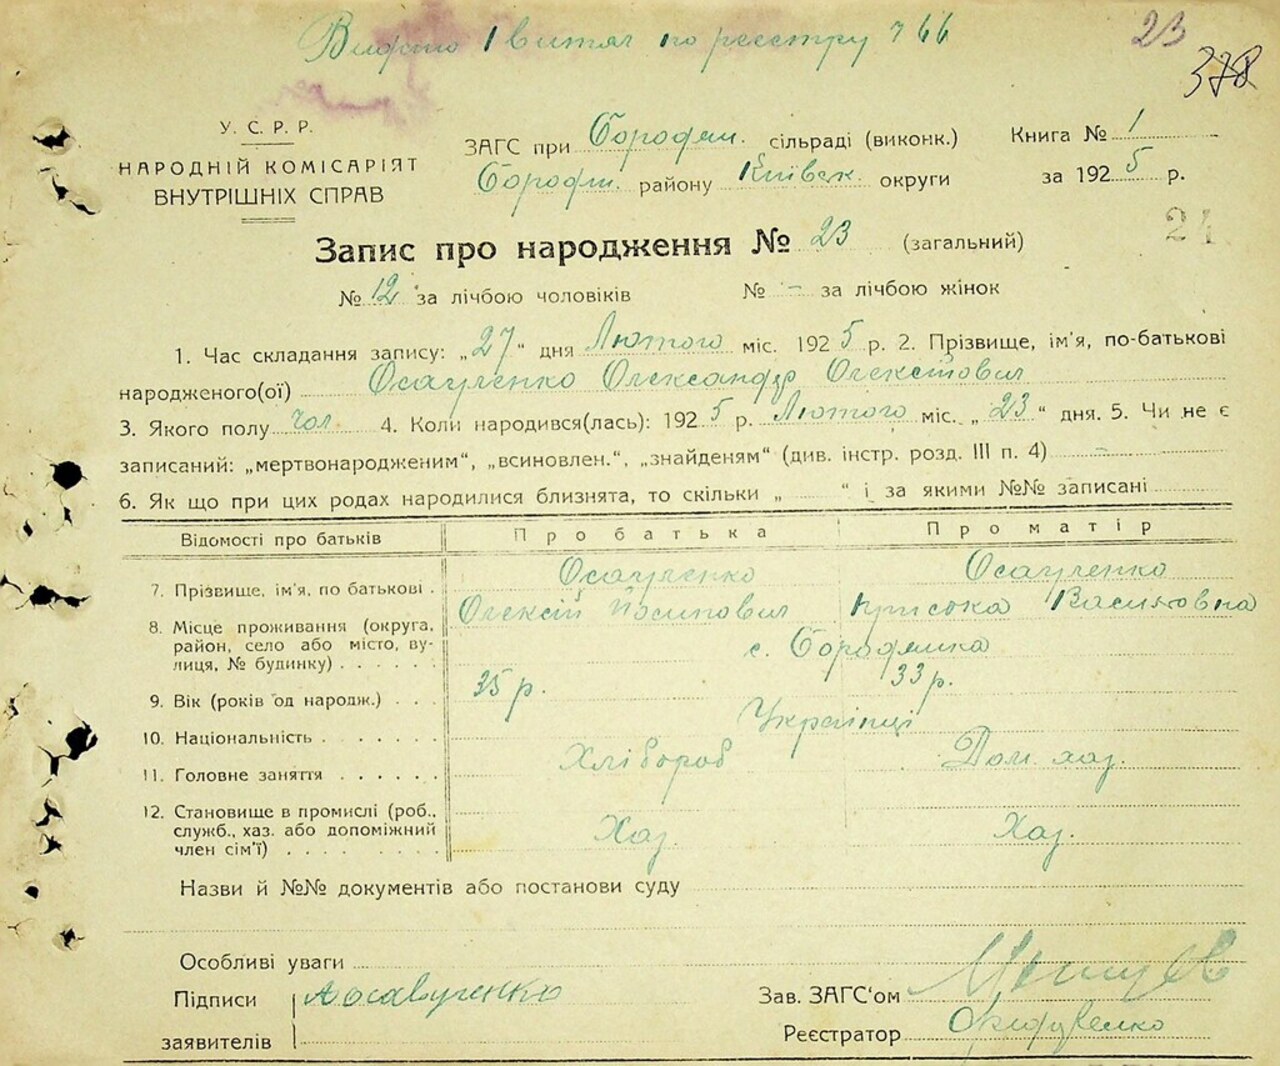 Видано 1 витяг по реєстру 766
23
378
У. С. Р. Р.
НАРОДНІЙ КОМІСАРІЯТ
ВНУТРІШНІХ СПРАВ
ЗАГС при Бородян. сільраді (виконк.)
Бородян. району Київськ. округи
Книга № 1
за 1925 р.
24
Запис про народження № 23 (загальний)
№ 12 за лічбою чоловіків № - за лічбою жінок
1. Час складання запису: „27“ дня Лютого міс. 1925 р. 2. Прізвище, ім'я, по-батькові
народженого(ої) Осауленко Олександр Олексієвич
3. Якого полу чол. 4. Коли народився(лась): 1925 р. Лютого міс. „23“ дня. 5. Чи не є
записаний: „мертвонародженим“, „всиновлен.“, „знайденям“ (див. інстр. розд. III п. 4) -
6. Як що при цих родах народилися близнята, то скільки „ “ і за якими №№ записані
Відомості про батьків Про батька Про матір
7. Прізвище, ім'я, по батькові . Осауленко Осауленко
Олексій Йосипович Приська Василовна
8. Місце проживання (округа,
район, село або місто, ву-
лиця, № будинку) . . . . . . с. Бородянка
9. Вік (років од народж.) . . . 35 р. 33 р.
10. Національність . . . . . . . Українці
11. Головне заняття . . . . . . Хлібороб Дом. хаз.
12. Становище в промислі (роб.,
служб., хаз. або допоміжний
член сім'ї) . . . . . . . . Хаз. Хаз.
Назви й №№ документів або постанови суду
Особливі уваги
Підписи
заявителів
Аосавуленко
Зав. ЗАГС'ом
Реєстратор